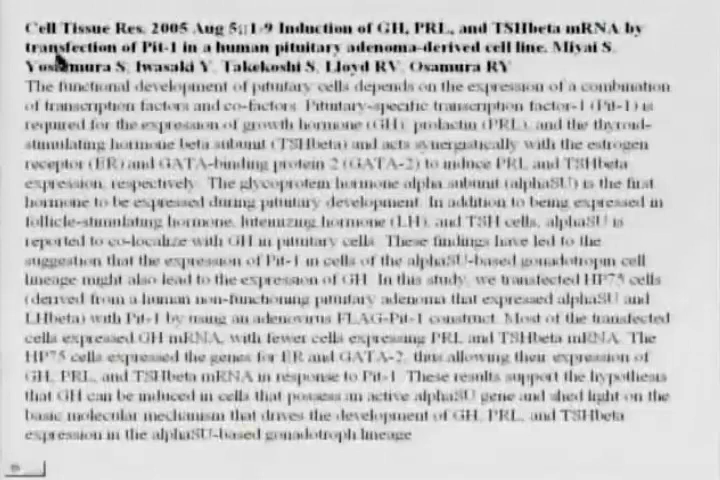 Cell Tissue Res. 2005 Aug 5;:1-9 Induction of GH, PRL, and TSHbeta mRNA by
transfection of Pit-1 in a human pituitary adenoma-derived cell line. Miyai S,
Yoshimura S, Iwasaki Y, Takekoshi S, Lloyd RV, Osamura RY
The functional development of pituitary cells depends on the expression of a combination
of transcription factors and co-factors. Pituitary-specific transcription factor-1 (Pit-1) is
required for the expression of growth hormone (GH), prolactin (PRL), and the thyroid-
stimulating hormone beta subunit (TSHbeta) and acts synergistically with the estrogen
receptor (ER) and GATA-binding protein 2 (GATA-2) to induce PRL and TSHbeta
expression, respectively. The glycoprotein hormone alpha subunit (alphaSU) is the first
hormone to be expressed during pituitary development. In addition to being expressed in
follicle-stimulating hormone, luteinizing hormone (LH), and TSH cells, alphaSU is
reported to co-localize with GH in pituitary cells. These findings have led to the
suggestion that the expression of Pit-1 in cells of the alphaSU-based gonadotropin cell
lineage might also lead to the expression of GH. In this study, we transfected HP75 cells
(derived from a human non-functioning pituitary adenoma that expressed alphaSU and
LHbeta) with Pit-1 by using an adenovirus FLAG-Pit-1 construct. Most of the transfected
cells expressed GH mRNA, with fewer cells expressing PRL and TSHbeta mRNA. The
HP75 cells expressed the genes for ER and GATA-2, thus allowing their expression of
GH, PRL, and TSHbeta mRNA in response to Pit-1. These results support the hypothesis
that GH can be induced in cells that possess an active alphaSU gene and shed light on the
basic molecular mechanism that drives the development of GH, PRL, and TSHbeta
expression in the alphaSU-based gonadotroph lineage